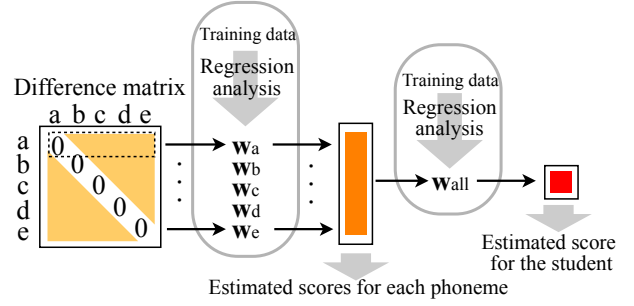 Difference matrix
a b c d e
a 0
b 0
c 0
d 0
e 0
Training data
Regression
analysis
wa
wb
wc
wd
we
Estimated scores for each phoneme
Training data
Regression
analysis
wall
Estimated score
for the student